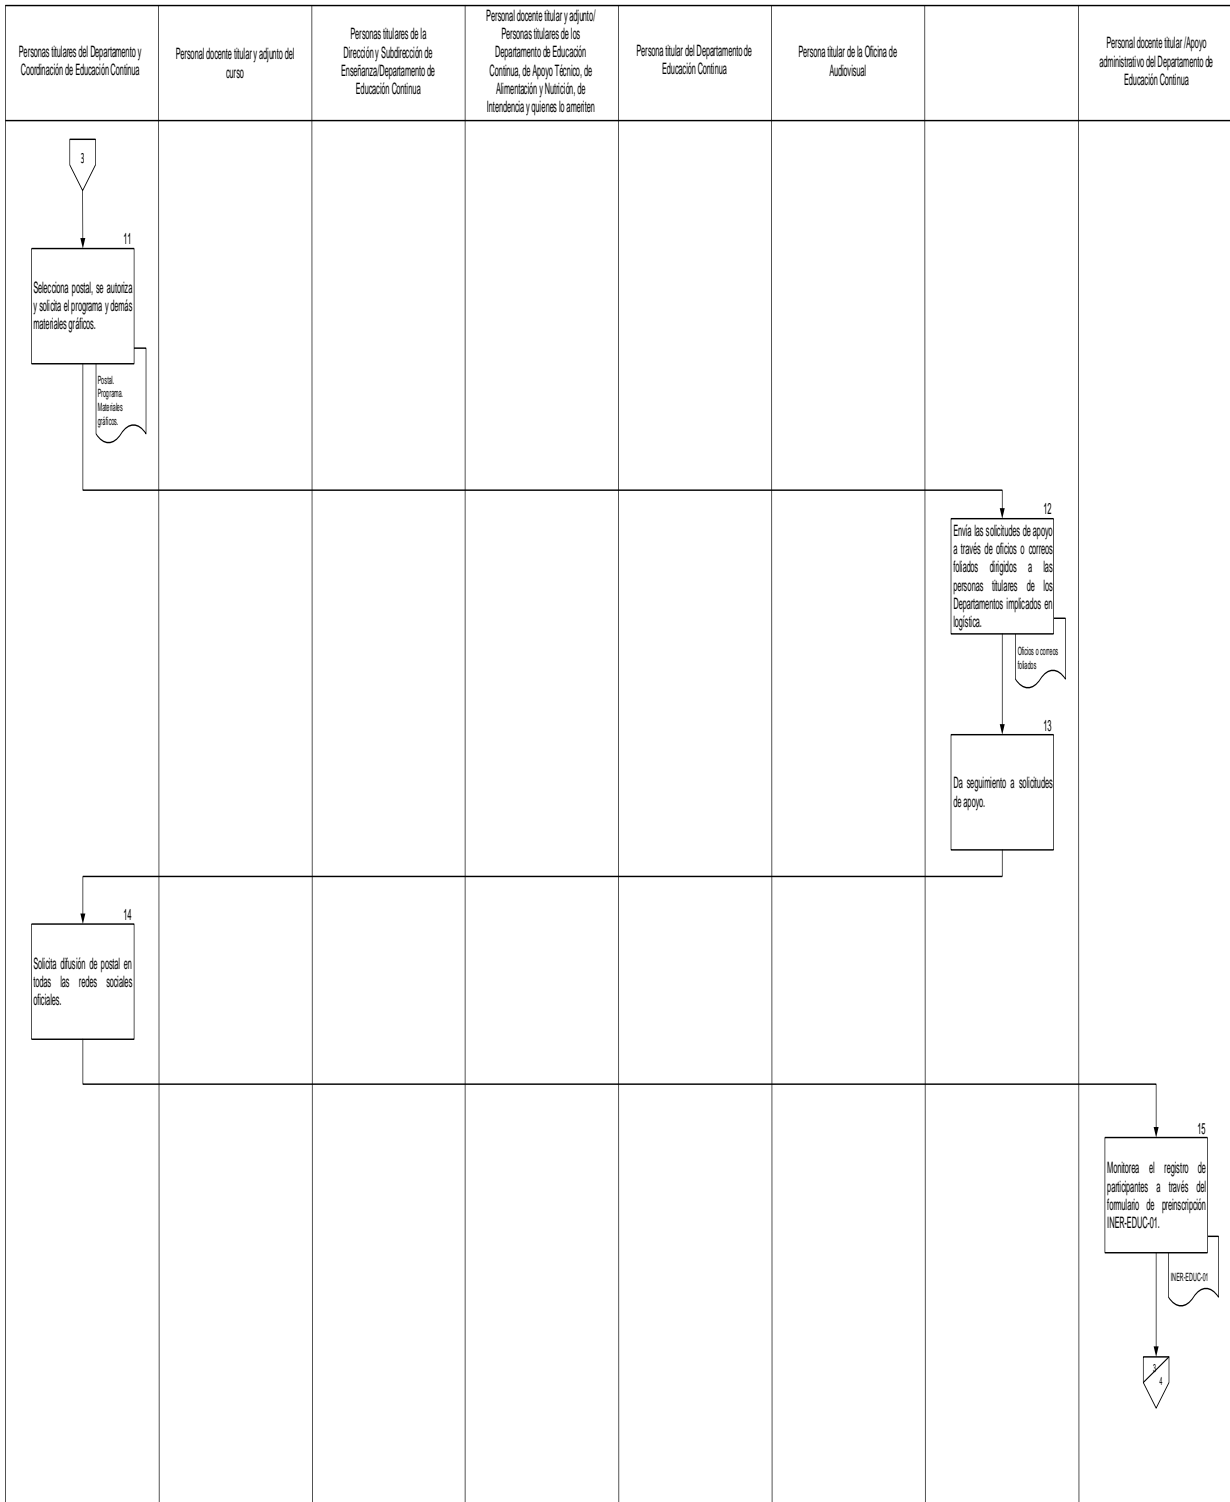 Personas titulares del Departamento y
Coordinación de Educación Continua
Personal docente titular y adjunto del
curso
Personas titulares de la
Dirección y Subdirección de
Enseñanza/Departamento de
Educación Continua
Personal docente titular y adjunto/
Personas titulares de los
Departamento de Educación
Continua, de Apoyo Técnico, de
Alimentación y Nutrición, de
Intendencia y quienes lo ameriten
Persona titular del Departamento de
Educación Continua
Persona titular de la Oficina de
Audiovisual
Personal docente titular /Apoyo
administrativo del Departamento de
Educación Continua
3
11
Selecciona postal, se autoriza
y solicita el programa y demás
materiales gráficos.
Postal.
Programa.
Materiales
gráficos.
12
Envía las solicitudes de apoyo
a través de oficios o correos
foliados dirigidos a las
personas titulares de los
Departamentos implicados en
logística.
Oficios o correos
foliados
13
Da seguimiento a solicitudes
de apoyo.
14
Solicita difusión de postal en
todas las redes sociales
oficiales.
15
Monitorea el registro de
participantes a través del
formulario de preinscripción
INER-EDUC-01.
INER-EDUC-01
3
4